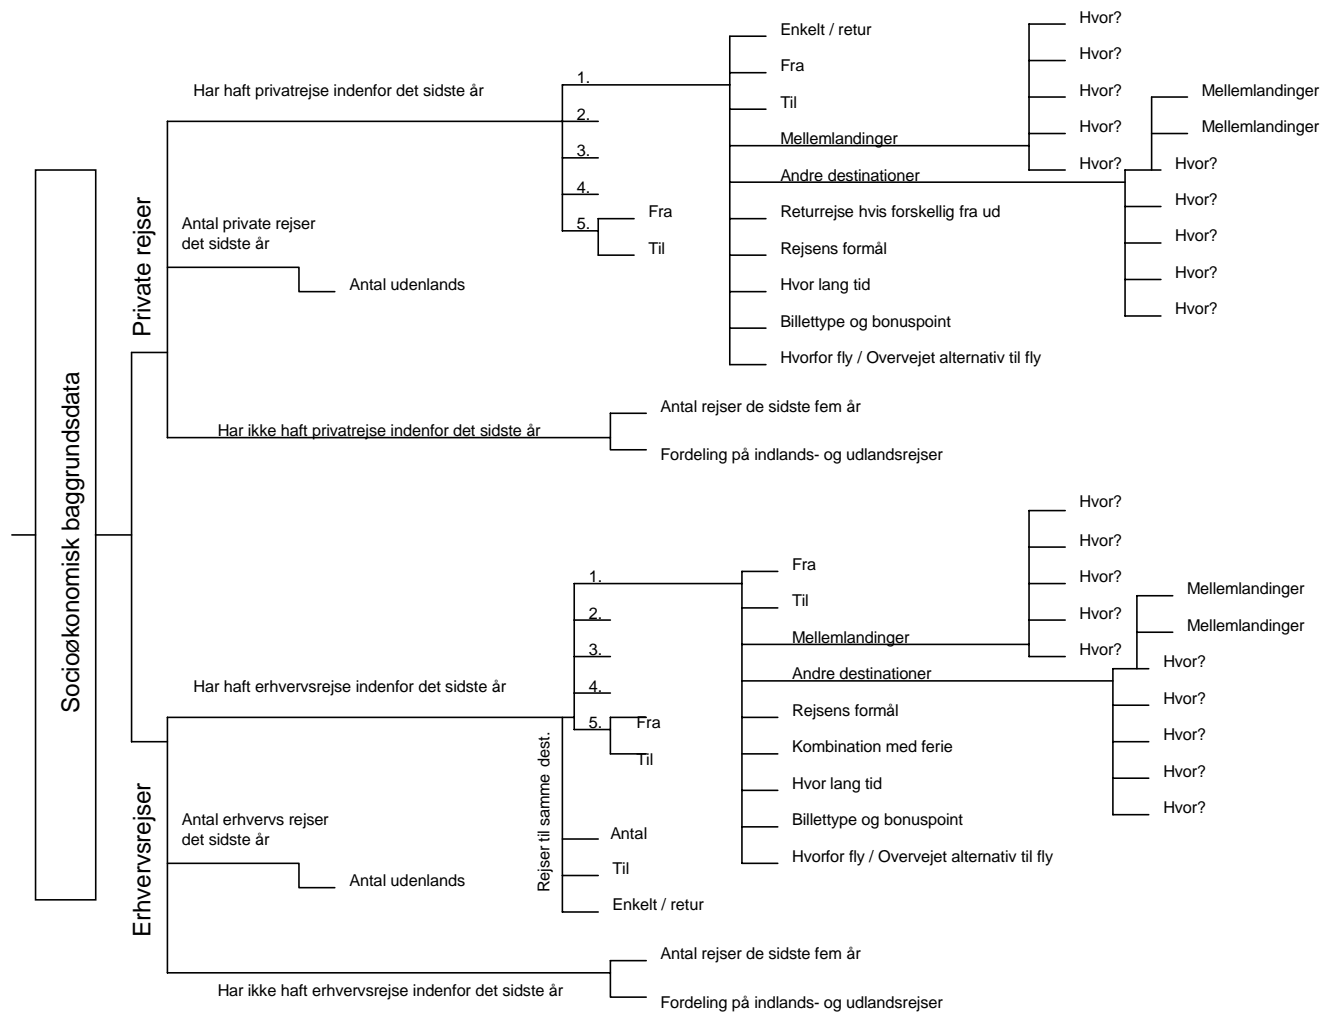 Socioøkonomisk baggrundsdata
Private rejser
Har haft privatrejse indenfor det sidste år
1.
2.
3.
4.
5.
Fra
Til
Enkelt / retur
Fra
Til
Mellemlandinger
Hvor?
Hvor?
Hvor?
Hvor?
Hvor?
Andre destinationer
Mellemlandinger
Mellemlandinger
Hvor?
Hvor?
Hvor?
Hvor?
Hvor?
Returrejse hvis forskellig fra ud
Rejsens formål
Hvor lang tid
Billettype og bonuspoint
Hvorfor fly / Overvejet alternativ til fly
Antal private rejser
det sidste år
Antal udenlands
Har ikke haft privatrejse indenfor det sidste år
Antal rejser de sidste fem år
Fordeling på indlands- og udlandsrejser
Erhvervsrejser
Har haft erhvervsrejse indenfor det sidste år
1.
2.
3.
4.
5.
Fra
Til
Fra
Til
Mellemlandinger
Hvor?
Hvor?
Hvor?
Hvor?
Hvor?
Andre destinationer
Mellemlandinger
Mellemlandinger
Hvor?
Hvor?
Hvor?
Hvor?
Hvor?
Rejsens formål
Kombination med ferie
Hvor lang tid
Billettype og bonuspoint
Hvorfor fly / Overvejet alternativ til fly
Rejser til samme dest.
Antal
Til
Enkelt / retur
Antal erhvervs rejser
det sidste år
Antal udenlands
Har ikke haft erhvervsrejse indenfor det sidste år
Antal rejser de sidste fem år
Fordeling på indlands- og udlandsrejser